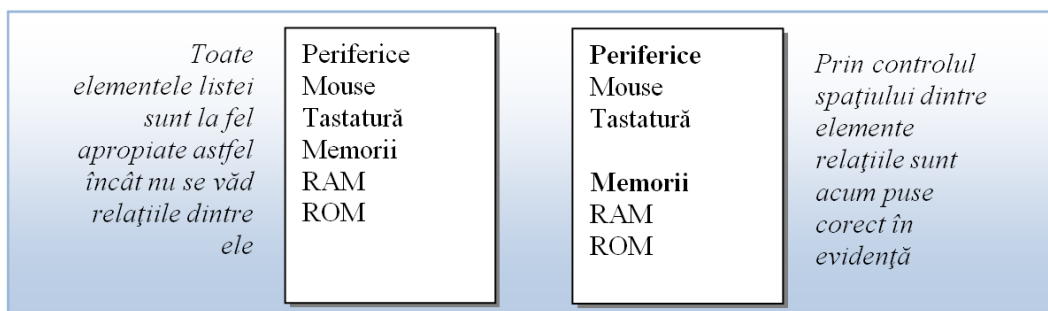 Toate
elementele listei
sunt la fel
apropiate astfel
încât nu se văd
relaţiile dintre
ele
Periferice
Mouse
Tastatură
Memorii
RAM
ROM
Periferice
Mouse
Tastatură
Memorii
RAM
ROM
Prin controlul
spaţiului dintre
elemente
relaţiile sunt
acum puse
corect în
evidenţă